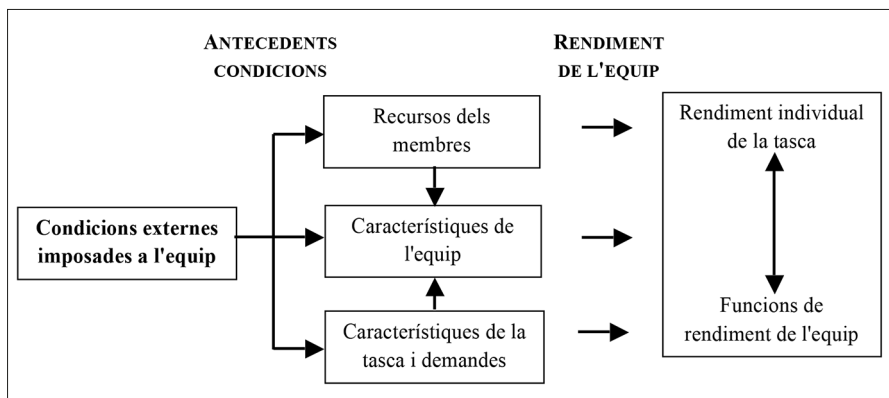 ANTECEDENTS
CONDICIONS
RENDIMENT
DE L'EQUIP
Recursos dels
membres
Rendiment individual
de la tasca
Condicions externes
imposades a l'equip
Característiques de
l'equip
Característiques de la
tasca i demandes
Funcions de
rendiment de l'equip